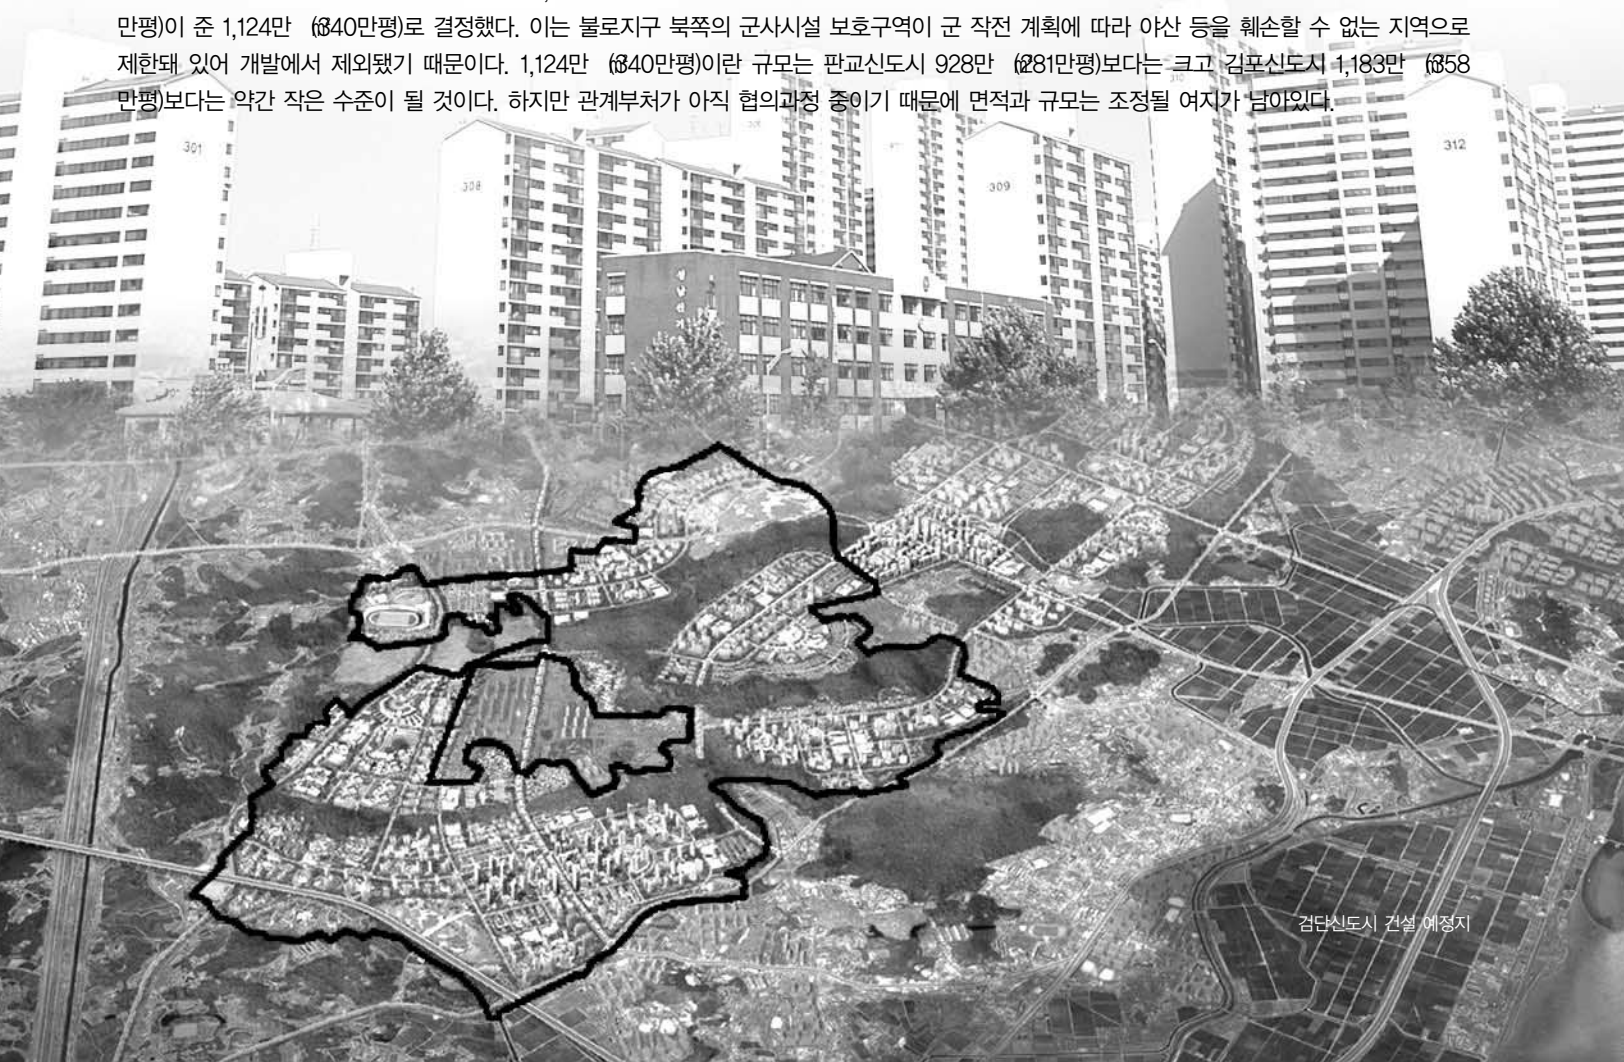 만평)이 준 1,124만 ㎡(340만평)로 결정했다. 이는 불로지구 북쪽의 군사시설 보호구역이 군 작전 계획에 따라 야산 등을 훼손할 수 없는 지역으로
제한돼 있어 개발에서 제외됐기 때문이다. 1,124만 ㎡(340만평)이란 규모는 판교신도시 928만 ㎡(281만평)보다는 크고 김포신도시 1,183만 ㎡(358
만평)보다는 약간 작은 수준이 될 것이다. 하지만 관계부처가 아직 협의과정 중이기 때문에 면적과 규모는 조정될 여지가 남아있다.
310
301
312
308
309
검단신도시 건설 예정지